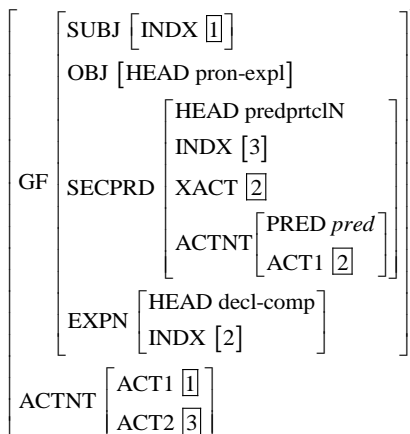 SUBJ [INDX 1]
OBJ [HEAD pron-expl]
HEAD predprtclN
INDX [3]
GF SECPRD XACT 2
ACTNT PRED pred
ACT1 2
EXPN HEAD decl-comp
INDX [2]
ACTNT ACT1 1
ACT2 3